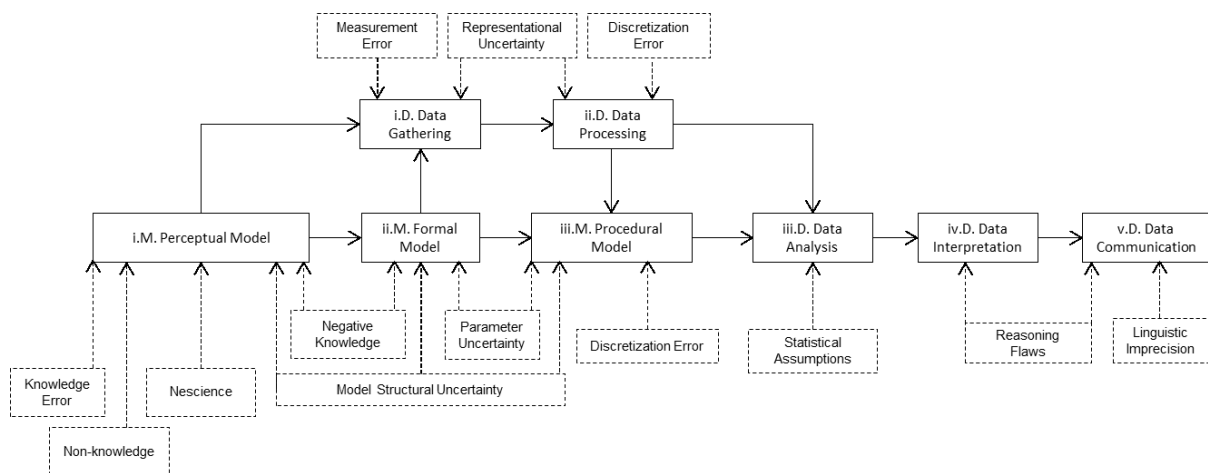 Measurement
Error
Representational
Uncertainty
Discretization
Error
i.D. Data
Gathering
ii.D. Data
Processing
i.M. Perceptual Model
ii.M. Formal
Model
iii.M. Procedural
Model
iii.D. Data
Analysis
iv.D. Data
Interpretation
v.D. Data
Communication
Negative
Knowledge
Parameter
Uncertainty
Discretization Error
Statistical
Assumptions
Reasoning
Flaws
Linguistic
Imprecision
Knowledge
Error
Nescience
Model Structural Uncertainty
Non-knowledge